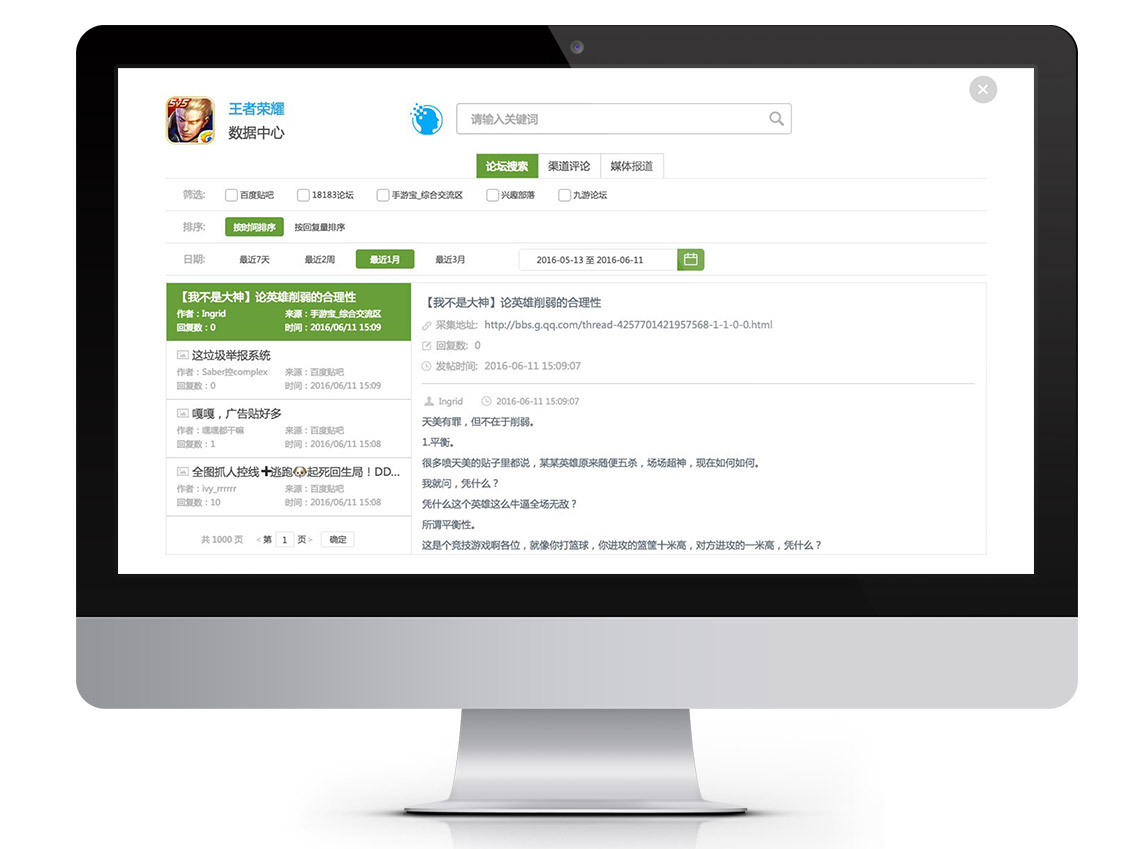 5v5
王者荣耀
数据中心
请输入关键词
论坛搜索 渠道评论 媒体报道
筛选: 百度贴吧 18183论坛 手游宝_综合交流区 兴趣部落 九游论坛
排序: 按时间排序 按回复量排序
日期: 最近7天 最近2周 最近1月 最近3月 2016-05-13 至 2016-06-11
【我不是大神】论英雄削弱的合理性
作者：Ingrid 来源：手游宝_综合交流区
回复数：0 时间：2016/06/11 15:09
这垃圾举报系统
作者：Saber控complex 来源：百度贴吧
回复数：0 时间：2016/06/11 15:09
嘎嘎，广告贴好多
作者：嘿嘿都干嘛 来源：百度贴吧
回复数：1 时间：2016/06/11 15:08
全图抓人控线➕逃跑🐶起死回生局！DD...
作者：ivy_rrrrrr 来源：百度贴吧
回复数：10 时间：2016/06/11 15:08
共 1000 页 < 第 1 页 > 确定
【我不是大神】论英雄削弱的合理性
采集地址: http://bbs.g.qq.com/thread-4257701421957568-1-1-0-0.html
回复数: 0
发帖时间: 2016-06-11 15:09:07
Ingrid 2016-06-11 15:09:07
天美有罪，但不在于削弱。
1.平衡。
很多喷天美的贴子里都说，某某英雄原来随便五杀，场场超神，现在如何如何。
我就问，凭什么？
凭什么这个英雄这么牛逼全场无敌？
所谓平衡性。
这是个竞技游戏啊各位，就像你打篮球，你进攻的篮筐十米高，对方进攻的一米高，凭什么？